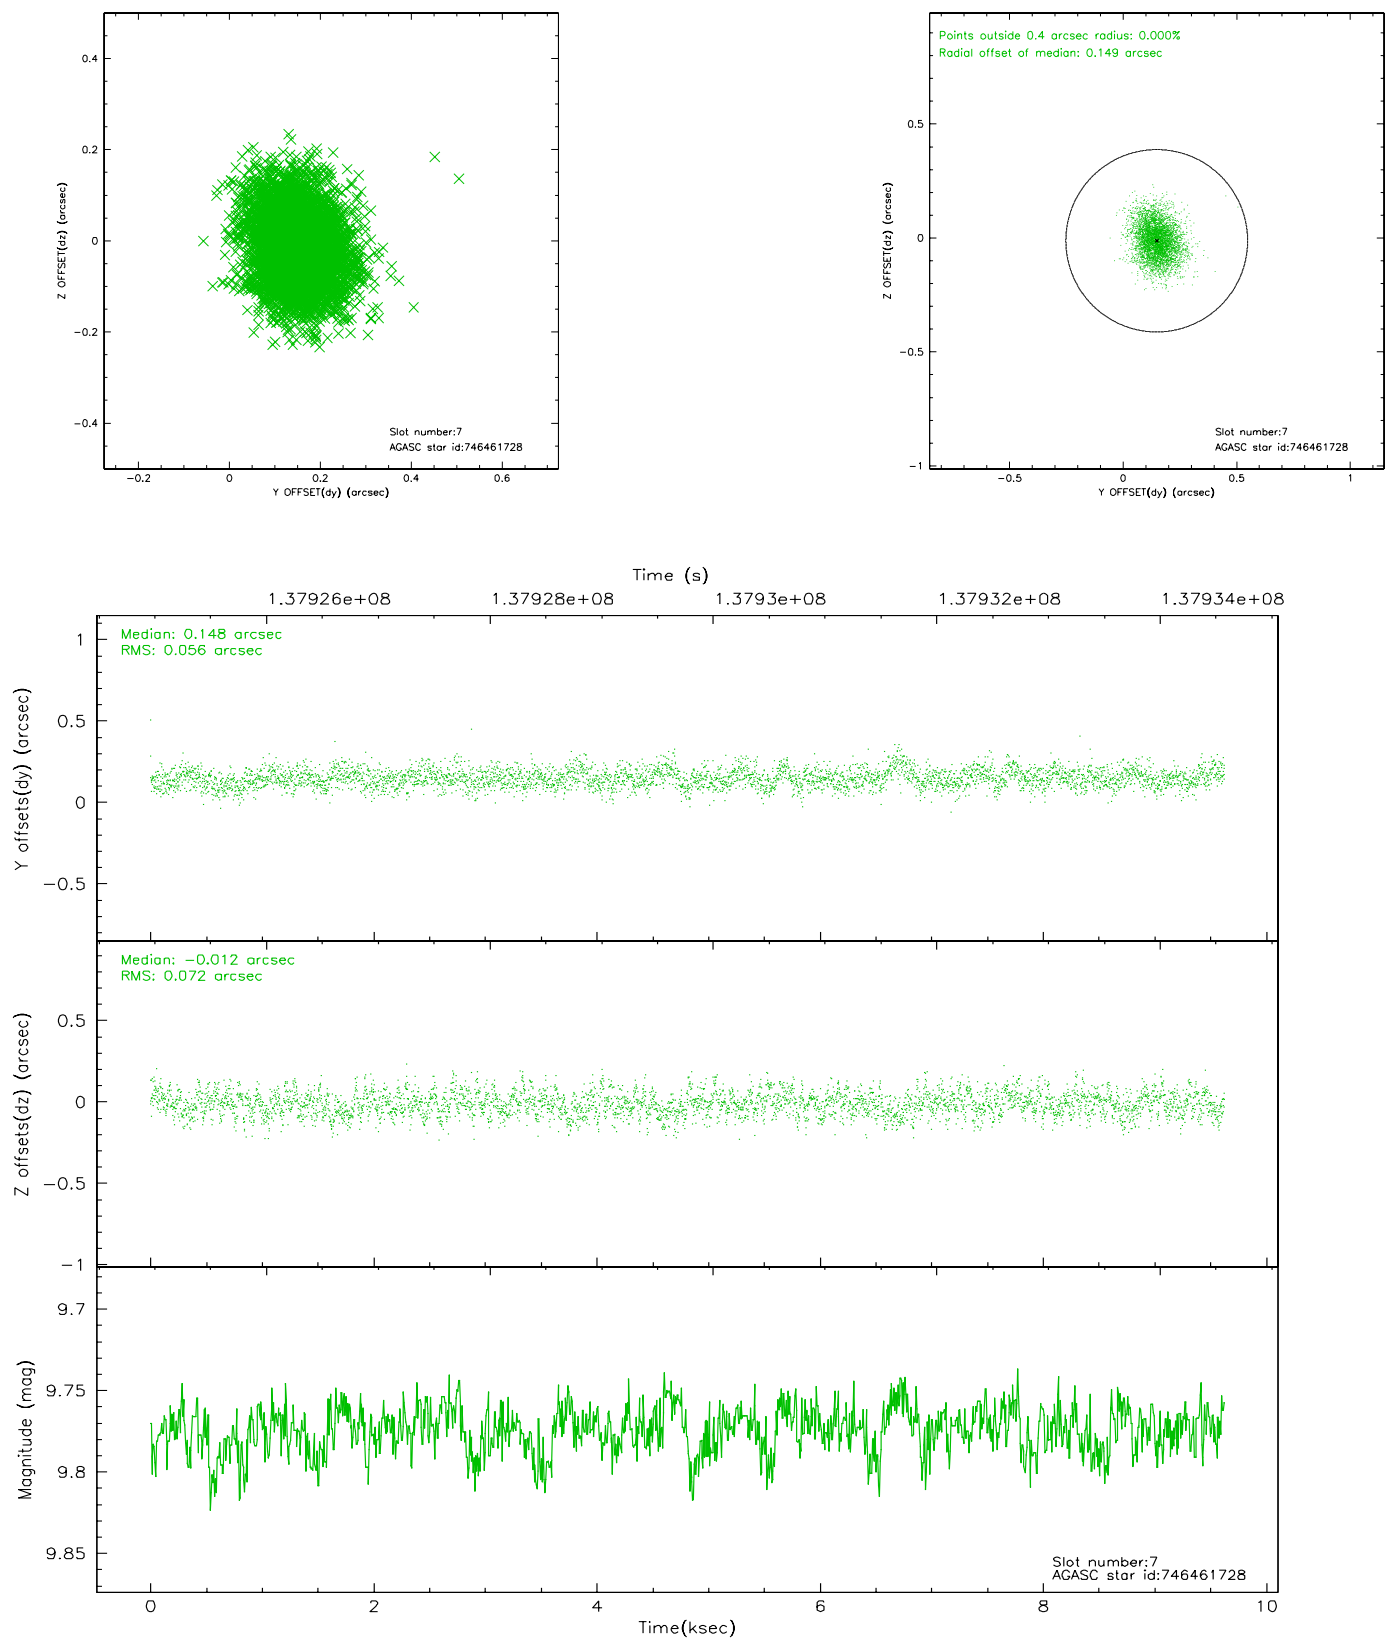 0.4
0.2
0
−0.2
−0.4
Z OFFSET(dz) (arcsec)
Slot number:7
AGASC star id:746461728
−0.2 0 0.2 0.4 0.6
Y OFFSET(dy) (arcsec)
Points outside 0.4 arcsec radius: 0.000%
Radial offset of median: 0.149 arcsec
0.5
0
−0.5
−1
Z OFFSET(dz) (arcsec)
Slot number:7
AGASC star id:746461728
−0.5 0 0.5 1
Y OFFSET(dy) (arcsec)
Time (s)
1.37926e+08 1.37928e+08 1.3793e+08 1.37932e+08 1.37934e+08
Median: 0.148 arcsec
RMS: 0.056 arcsec
1
0.5
0
−0.5
Y offsets(dy) (arcsec)
Median: −0.012 arcsec
RMS: 0.072 arcsec
0.5
0
−0.5
−1
Z offsets(dz) (arcsec)
9.7
9.75
9.8
9.85
Magnitude (mag)
Slot number:7
AGASC star id:746461728
0 2 4 6 8 10
Time(ksec)